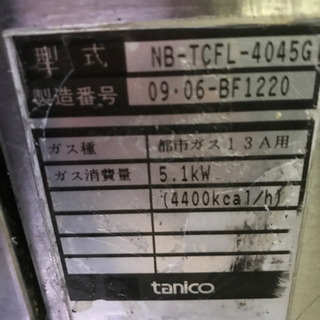 型式 NB-TCFL-4045G
製造番号 09・06-BF1220
ガス種 都市ガス13A用
ガス消費量 5.1kW
(4400kcal/h)
tanico